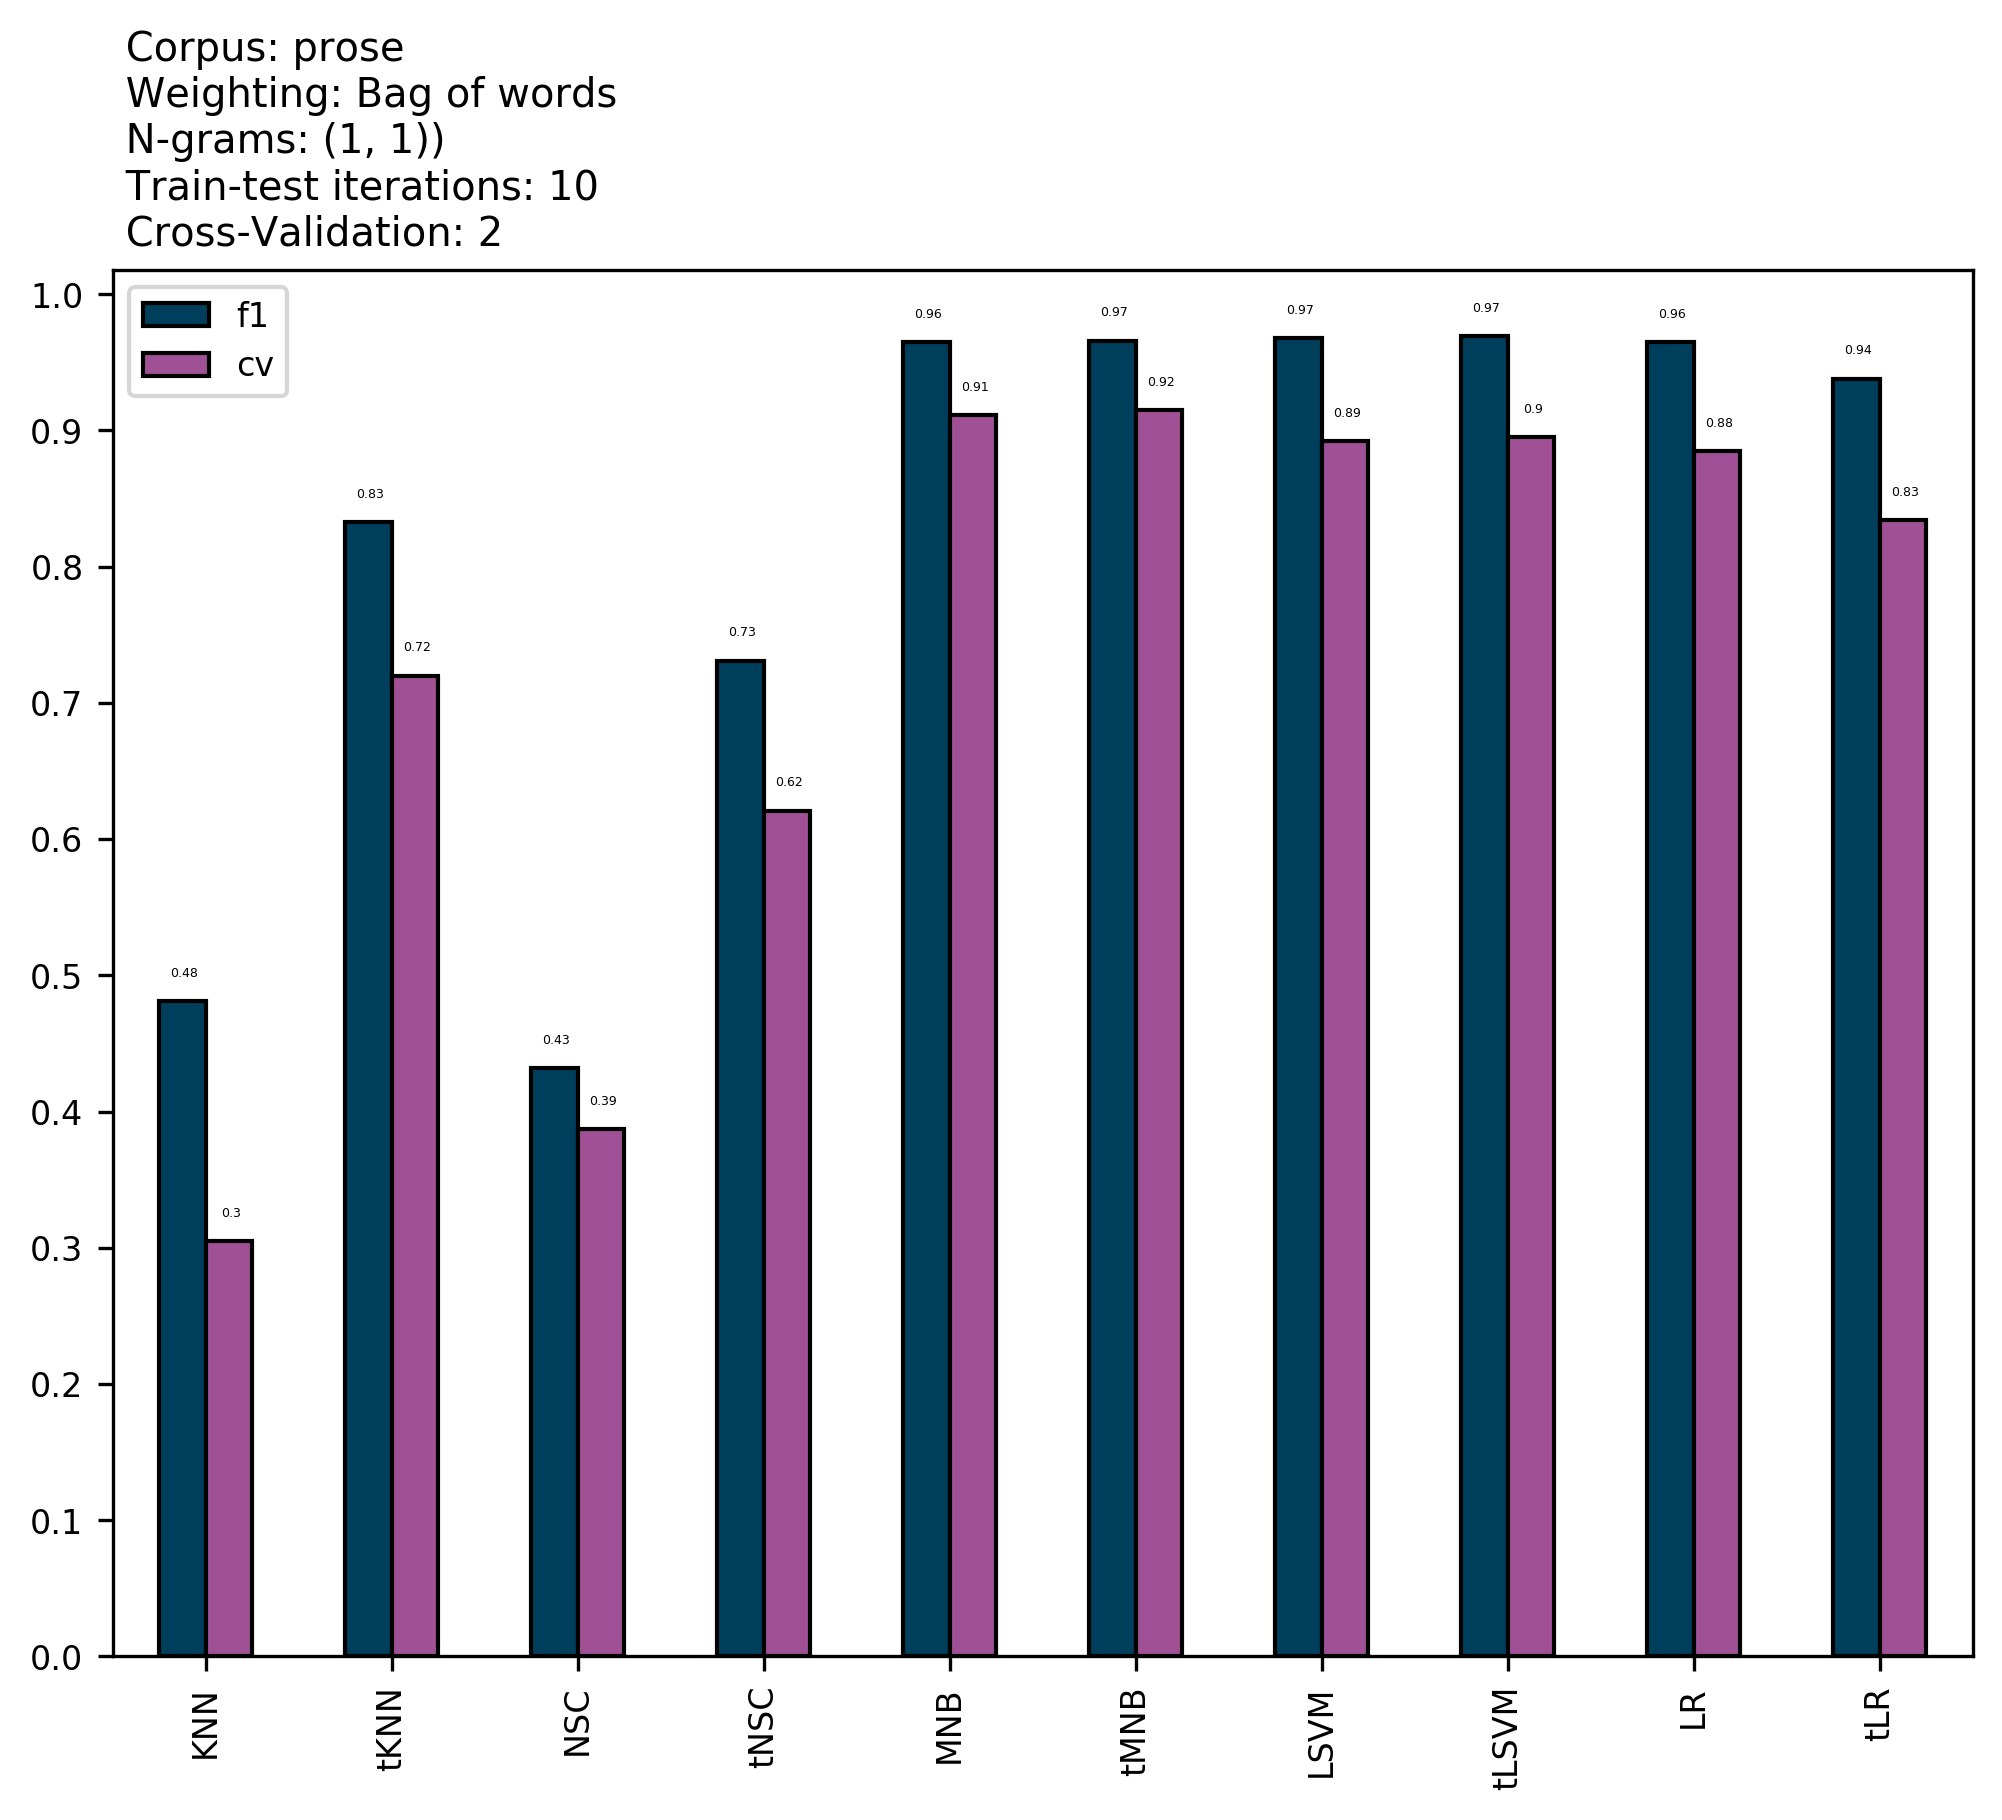 Corpus: prose
Weighting: Bag of words
N-grams: (1, 1))
Train-test iterations: 10
Cross-Validation: 2
f1
cv
1.0
0.9
0.8
0.7
0.6
0.5
0.4
0.3
0.2
0.1
0.0
0.48
0.3
0.83
0.72
0.43
0.39
0.73
0.62
0.96
0.91
0.97
0.92
0.97
0.89
0.97
0.9
0.96
0.88
0.94
0.83
KNN
tKNN
NSC
tNSC
MNB
tMNB
LSVM
tLSVM
LR
tLR